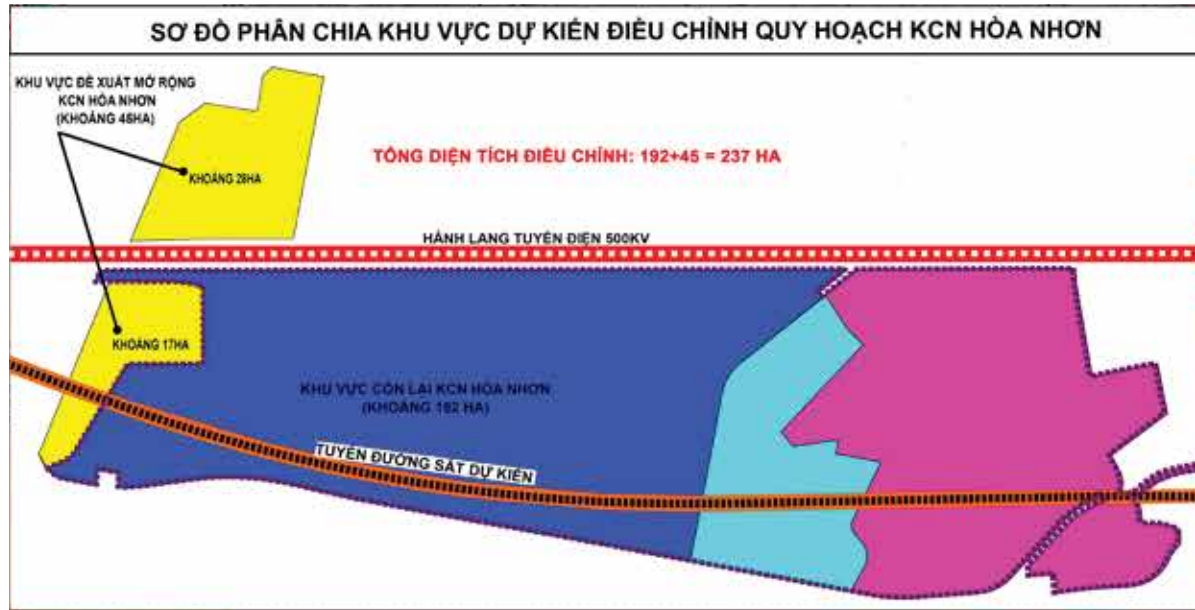 SƠ ĐỒ PHÂN CHIA KHU VỰC DỰ KIẾN ĐIỀU CHỈNH QUY HOẠCH KCN HÒA NHƠN
KHU VỰC ĐỀ XUẤT MỞ RỘNG
KCN HÒA NHƠN
(KHOẢNG 45HA)
TỔNG DIỆN TÍCH ĐIỀU CHỈNH: 192+45 = 237 HA
KHOẢNG 28HA
HÀNH LANG TUYẾN ĐIỆN 500KV
KHOẢNG 17HA
KHU VỰC CÒN LẠI KCN HÒA NHƠN
(KHOẢNG 192 HA)
TUYẾN ĐƯỜNG SẮT DỰ KIẾN